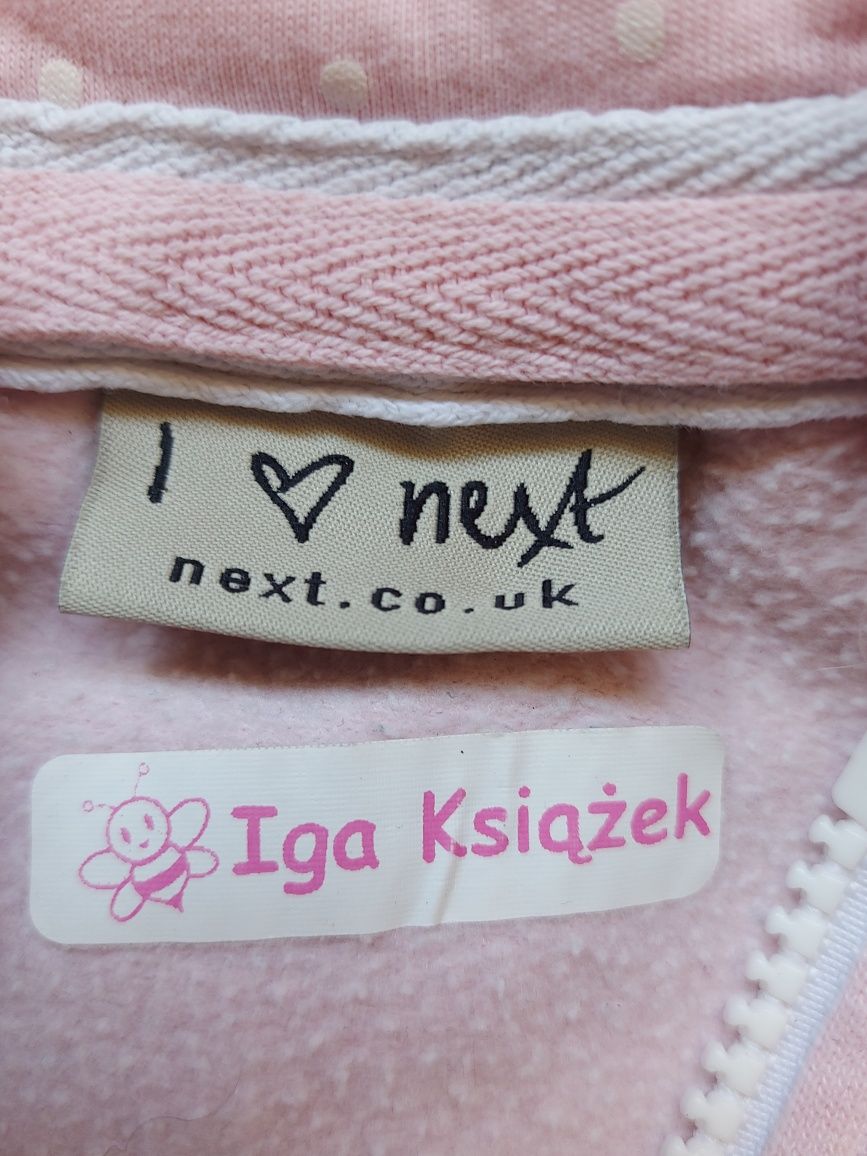 I ♡ next
next.co.uk
Iga Książek